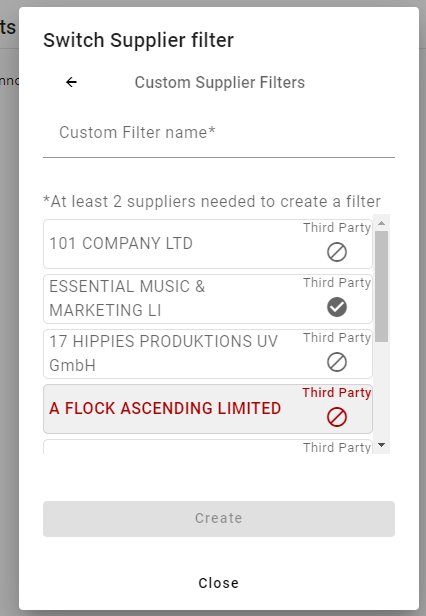 ts
Switch Supplier filter
nno
Custom Supplier Filters
Custom Filter name*
*At least 2 suppliers needed to create a filter
Third Party
101 COMPANY LTD
Third Party
ESSENTIAL MUSIC &
MARKETING LI
Third Party
17 HIPPIES PRODUKTIONS UV
GmbH
Third Party
A FLOCK ASCENDING LIMITED
Third Party
Create
Close